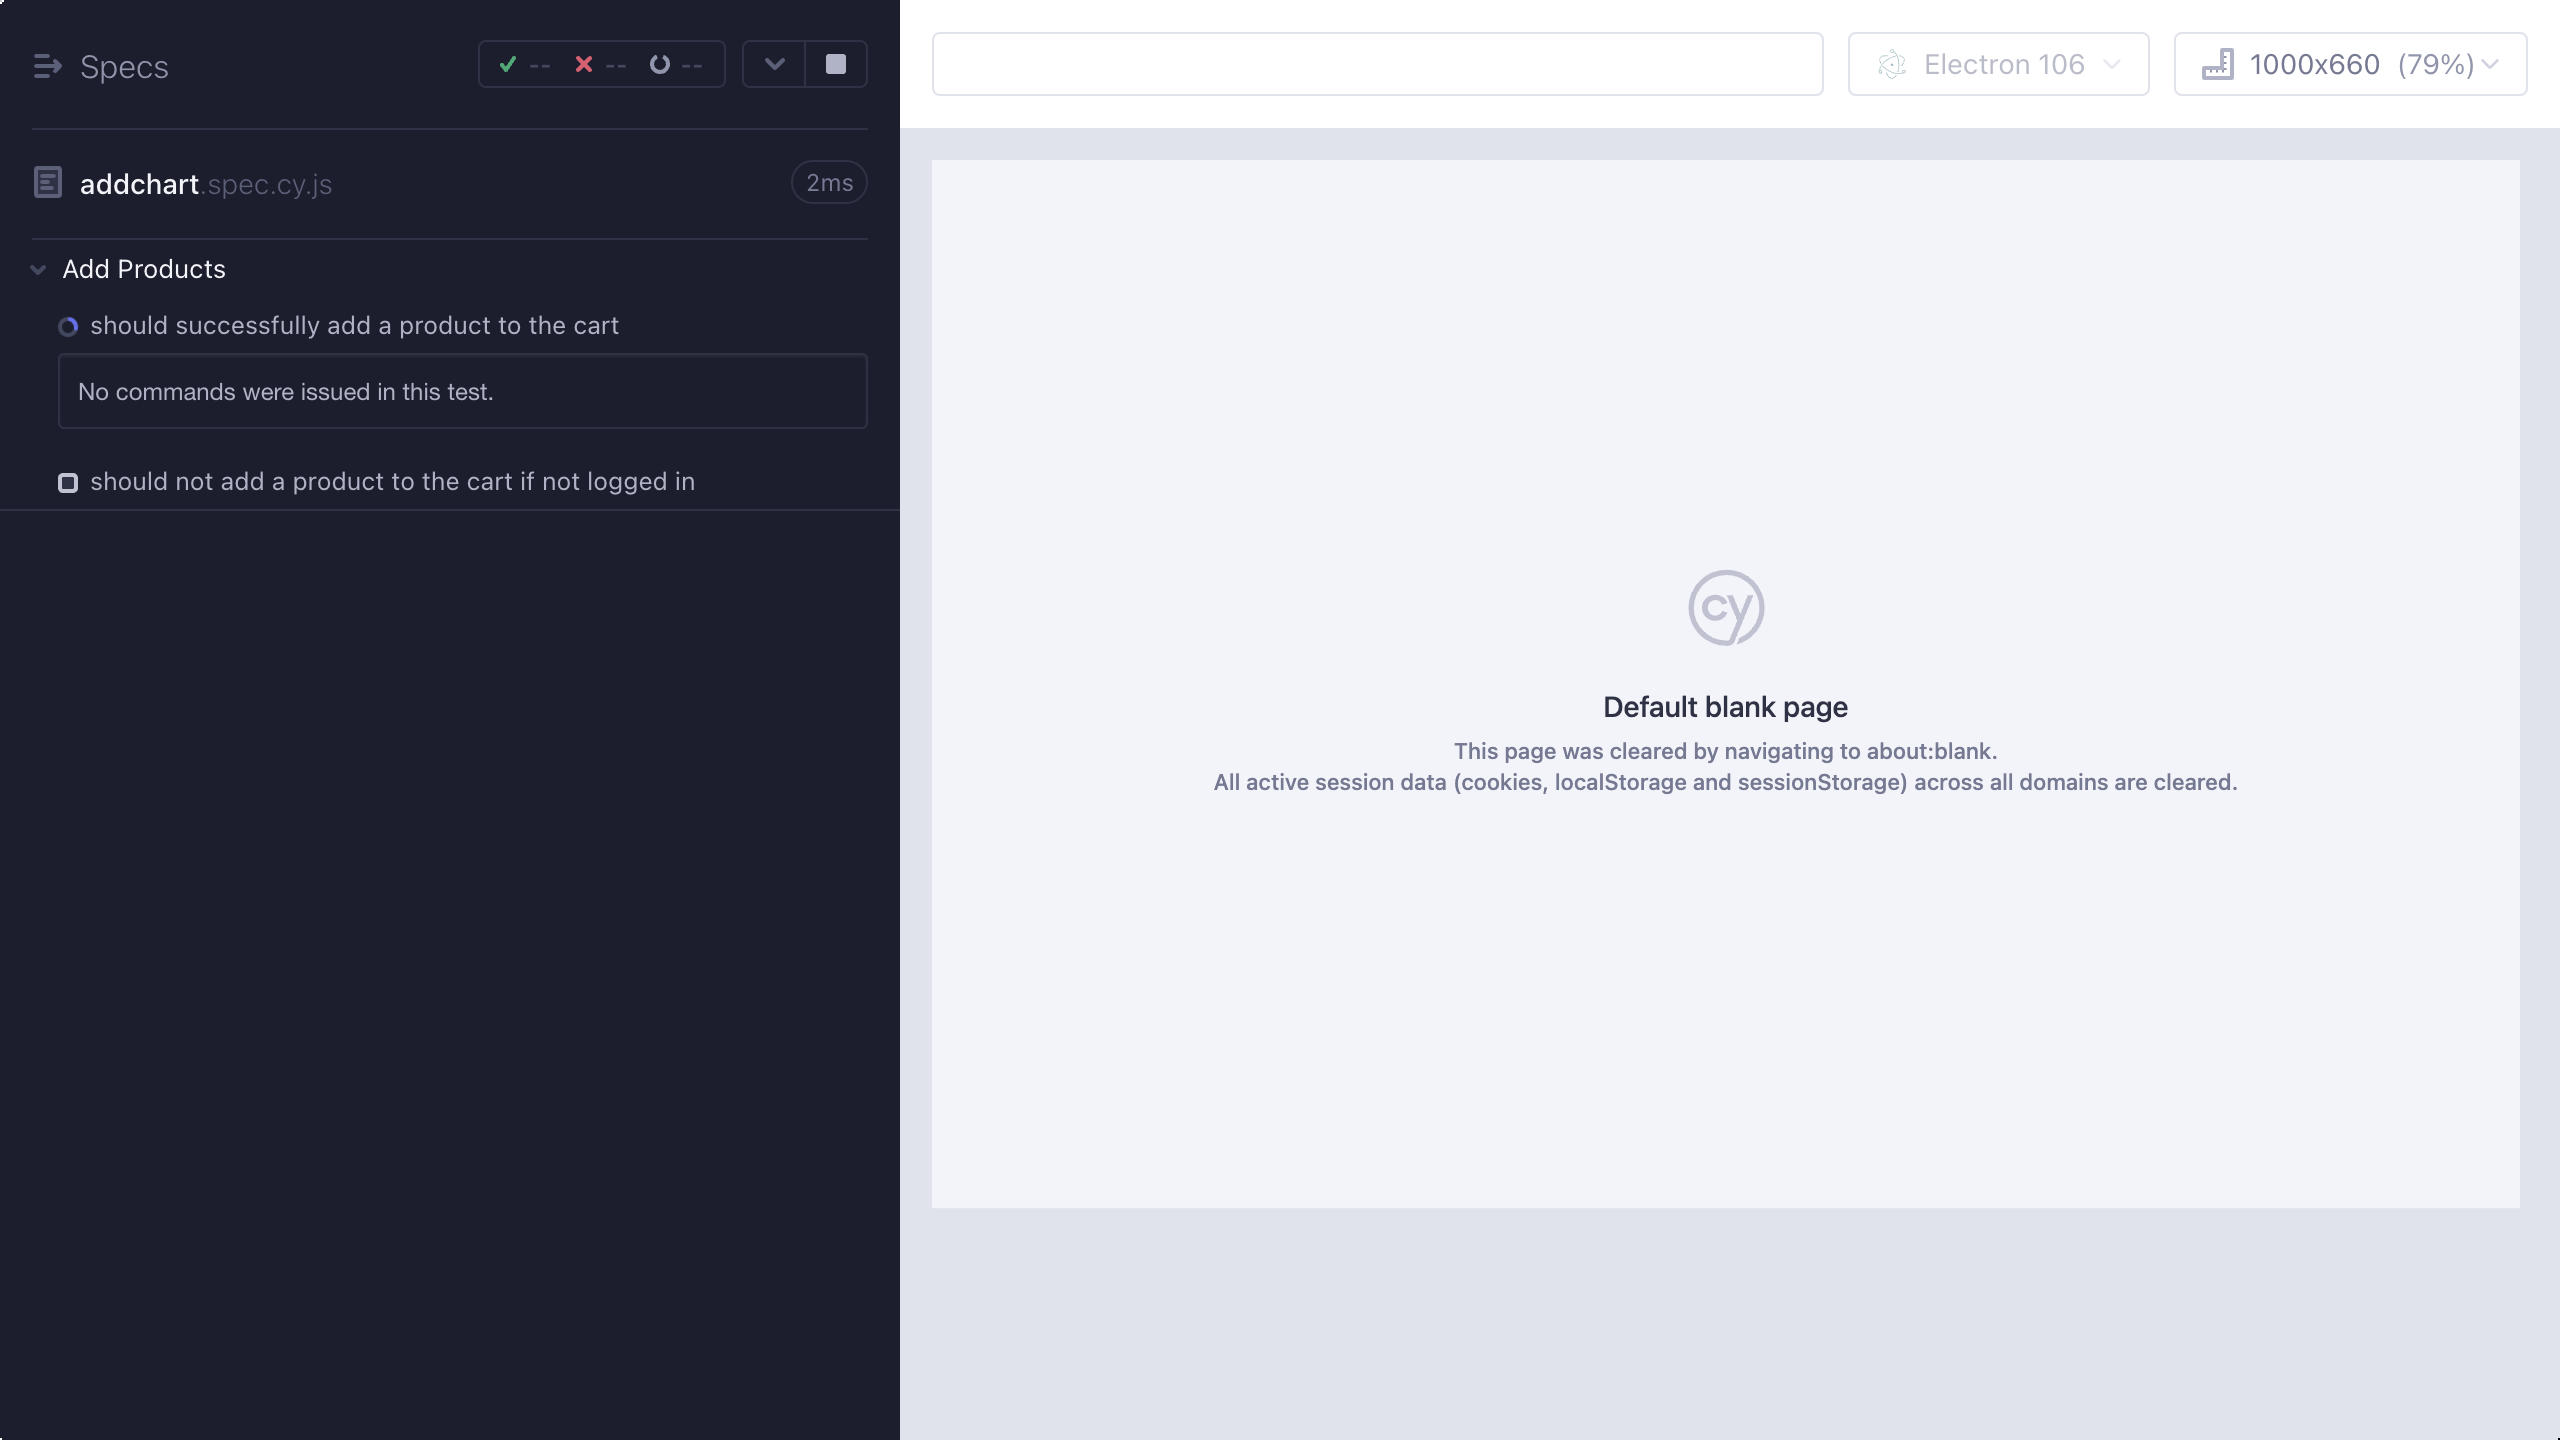 Specs
-- -- --
Electron 106
1000x660 (79%)
addchart.spec.cy.js
2ms
Add Products
should successfully add a product to the cart
No commands were issued in this test.
should not add a product to the cart if not logged in
cy
Default blank page
This page was cleared by navigating to about:blank.
All active session data (cookies, localStorage and sessionStorage) across all domains are cleared.